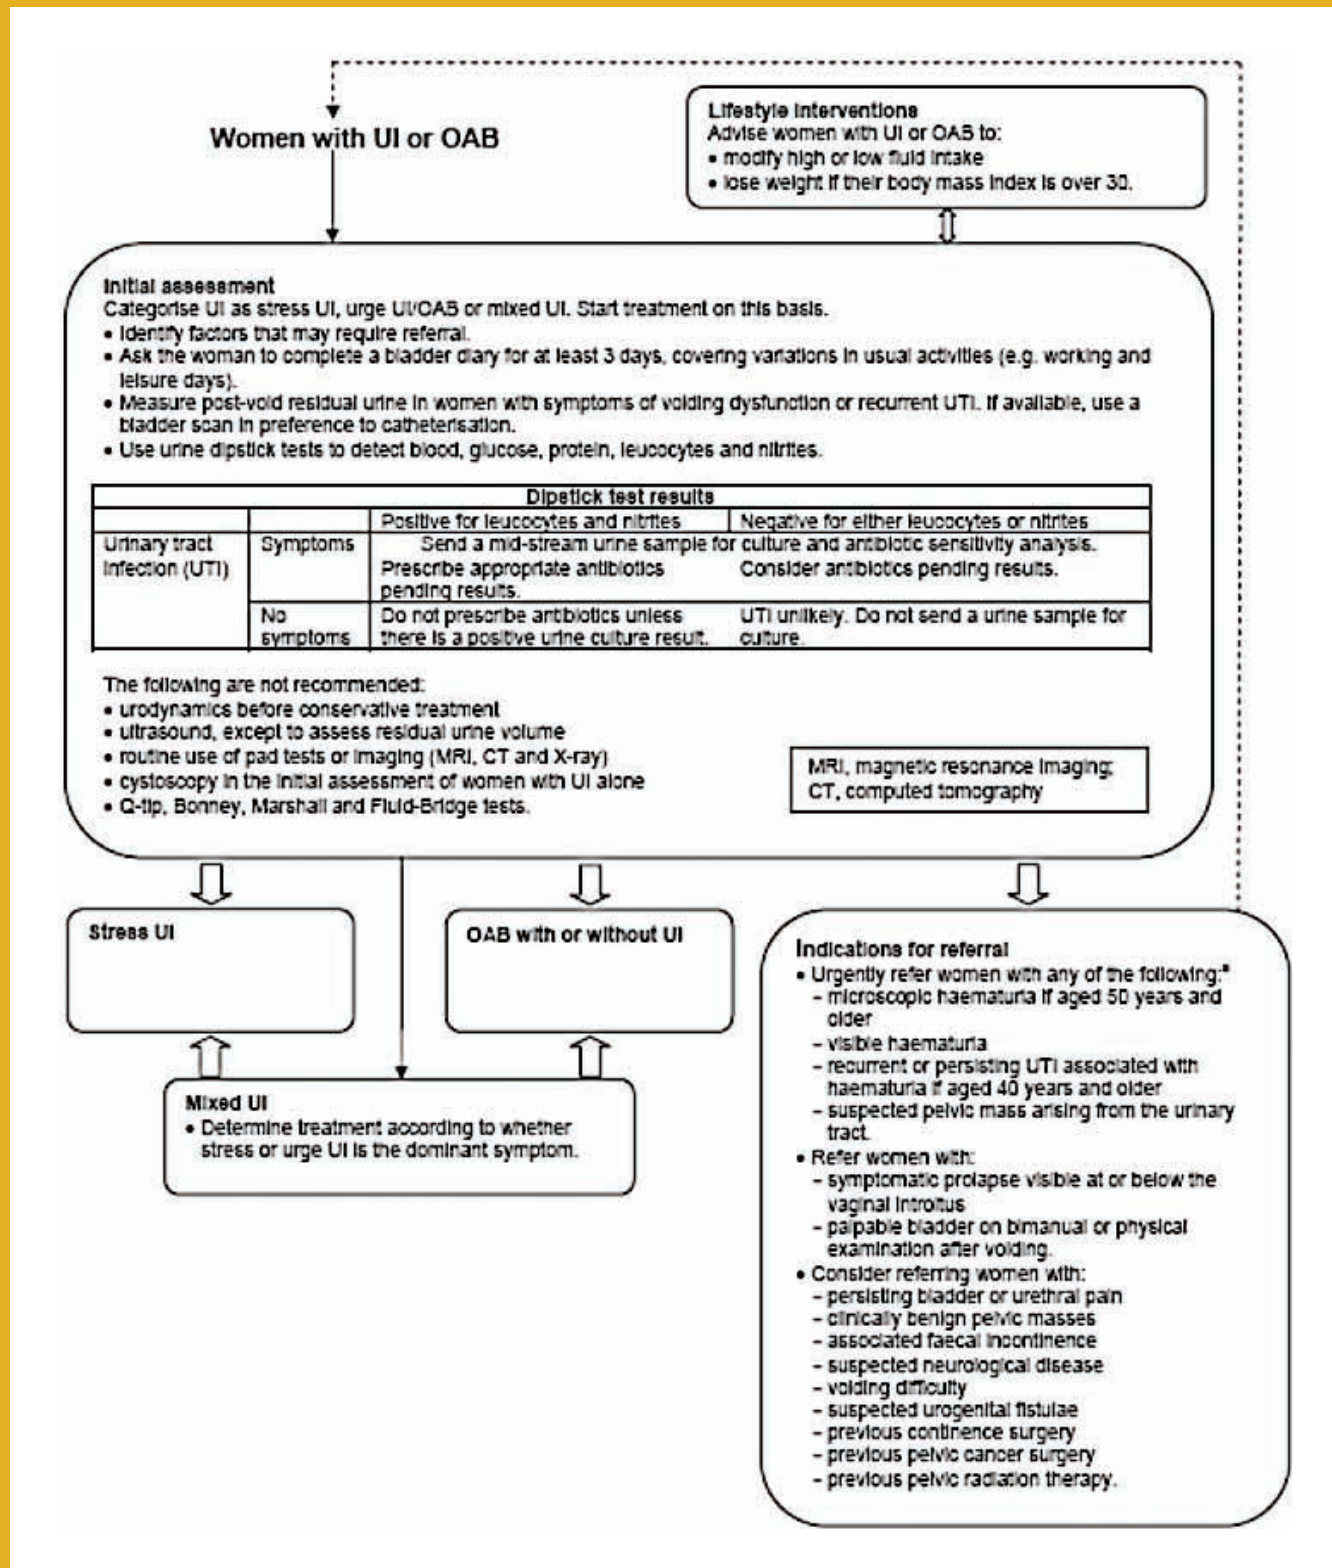 Women with UI or OAB
Lifestyle interventions
Advise women with UI or OAB to:
• modify high or low fluid intake
• lose weight if their body mass index is over 30.
Initial assessment
Categorise UI as stress UI, urge UI/OAB or mixed UI. Start treatment on this basis.
• Identify factors that may require referral.
• Ask the woman to complete a bladder diary for at least 3 days, covering variations in usual activities (e.g. working and
leisure days).
• Measure post-void residual urine in women with symptoms of voiding dysfunction or recurrent UTI. If available, use a
bladder scan in preference to catheterisation.
• Use urine dipstick tests to detect blood, glucose, protein, leucocytes and nitrites.
Dipstick test results
Positive for leucocytes and nitrites Negative for either leucocytes or nitrites
Urinary tract Symptoms Send a mid-stream urine sample for culture and antibiotic sensitivity analysis.
infection (UTI) Prescribe appropriate antibiotics Consider antibiotics pending results.
pending results.
No Do not prescribe antibiotics unless UTI unlikely. Do not send a urine sample for
symptoms there is a positive urine culture result. culture.
The following are not recommended:
• urodynamics before conservative treatment
• ultrasound, except to assess residual urine volume
• routine use of pad tests or imaging (MRI, CT and X-ray)
• cystoscopy in the initial assessment of women with UI alone
• Q-tip, Bonney, Marshall and Fluid-Bridge tests.
MRI, magnetic resonance imaging;
CT, computed tomography
Stress UI
OAB with or without UI
Mixed UI
• Determine treatment according to whether
stress or urge UI is the dominant symptom.
Indications for referral
• Urgently refer women with any of the following:*
– microscopic haematuria if aged 50 years and
older
– visible haematuria
– recurrent or persisting UTI associated with
haematuria if aged 40 years and older
– suspected pelvic mass arising from the urinary
tract.
• Refer women with:
– symptomatic prolapse visible at or below the
vaginal introitus
– palpable bladder on bimanual or physical
examination after voiding.
• Consider referring women with:
– persisting bladder or urethral pain
– clinically benign pelvic masses
– associated faecal incontinence
– suspected neurological disease
– voiding difficulty
– suspected urogenital fistulae
– previous continence surgery
– previous pelvic cancer surgery
– previous pelvic radiation therapy.